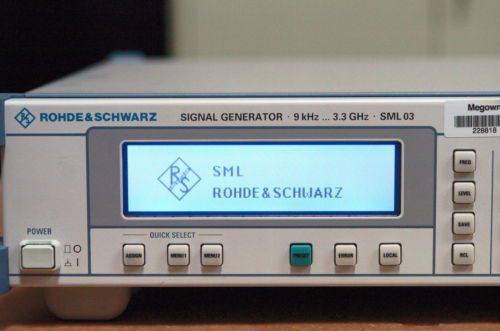 R&S ROHDE&SCHWARZ SIGNAL GENERATOR · 9 kHz ... 3.3 GHz · SML 03
Megown
228818
R&S SML
ROHDE&SCHWARZ
FREQ
LEVEL
SAVE
RCL
POWER
O
I
QUICK SELECT
ASSIGN MENU1 MENU2 PRESET ERROR LOCAL